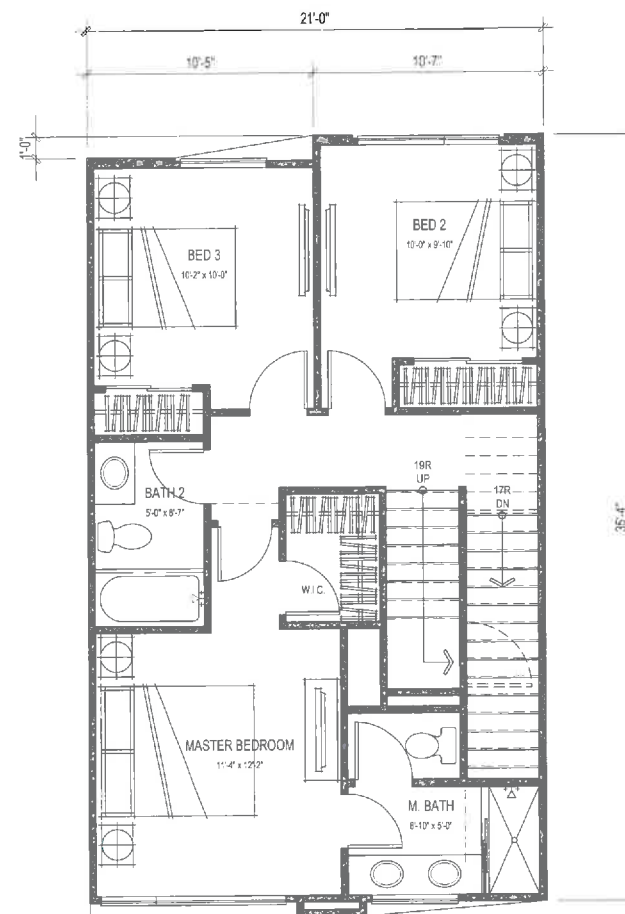 21'-0"
10'-5"
10'-7"
1'-0"
BED 3
10'-2" x 10'-0"
BED 2
10'-0" x 9'-10"
19R
UP
17R
DN
35'-4"
BATH 2
5'-0" x 8'-7"
W.I.C.
MASTER BEDROOM
11'-4" x 12'-2"
M. BATH
8'-10" x 5'-0"